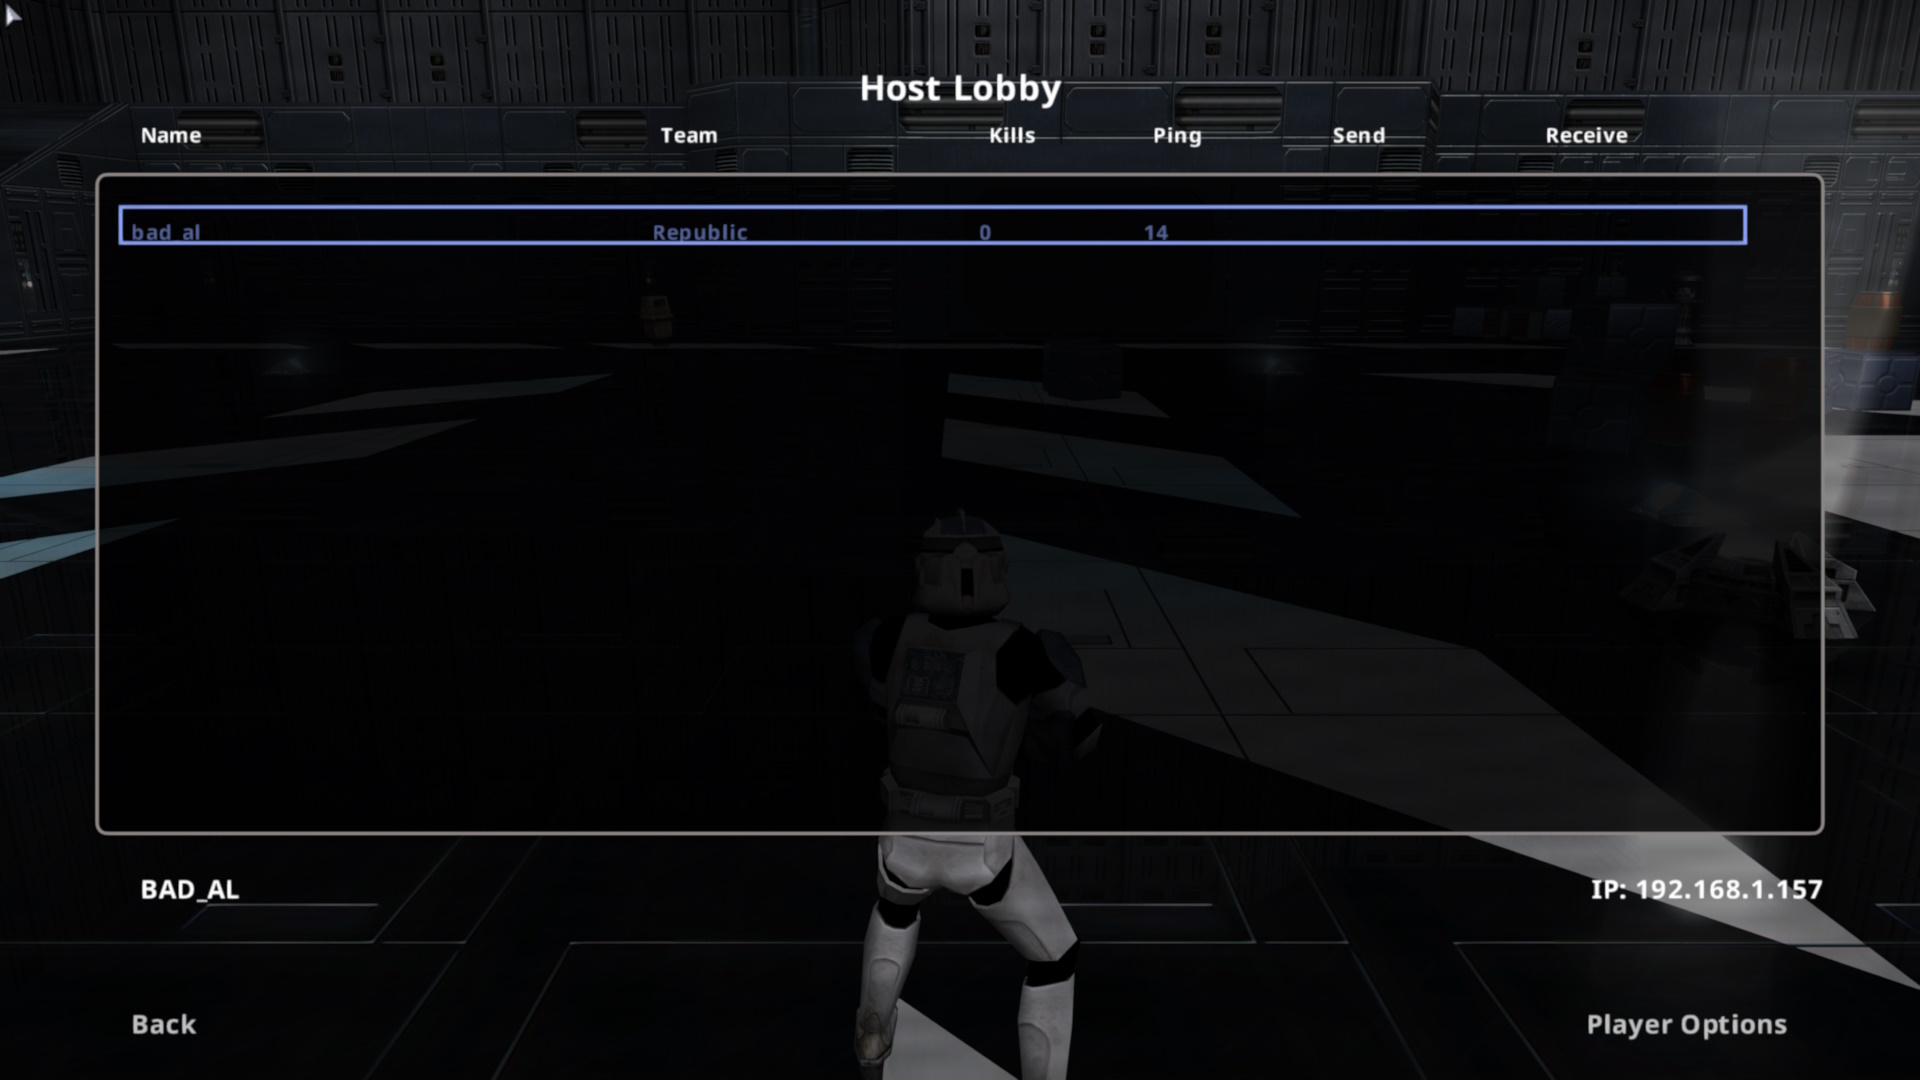 Host Lobby
Name Team Kills Ping Send Receive
bad_al Republic 0 14
BAD_AL IP: 192.168.1.157
Back Player Options